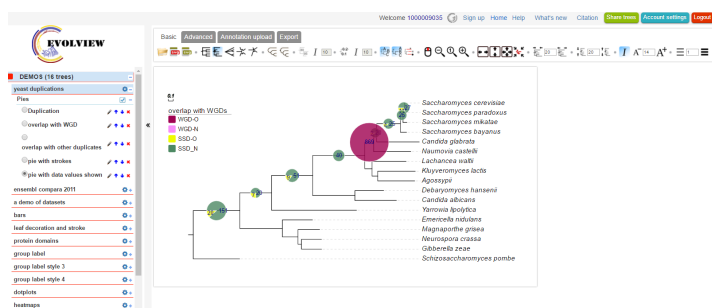 Welcome 1000009035 Sign up Home Help What's new Citation Share trees Account settings Logout
EVOLVIEW
Basic Advanced Annotation upload Export
DEMOS (16 trees)
yeast duplications
Pies
Duplication
overlap with WGD
overlap with other duplicates
pie with strokes
pie with data values shown
ensembl compara 2011
a demo of datasets
bars
leaf decoration and stroke
protein domains
group label
group label style 3
group label style 4
dotplots
heatmaps
0.1
overlap with WGDs
WGD-O
WGD-N
SSD-O
SSD_N
Saccharomyces cerevisiae
Saccharomyces paradoxus
Saccharomyces mikatae
Saccharomyces bayanus
Candida glabrata
Naumovia castellii
Lachancea waltii
Kluyveromyces lactis
Agossypii
Debaryomyces hansenii
Candida albicans
Yarrowia lipolytica
Emericella nidulans
Magnaporthe grisea
Neurospora crassa
Gibberella zeae
Schizosaccharomyces pombe